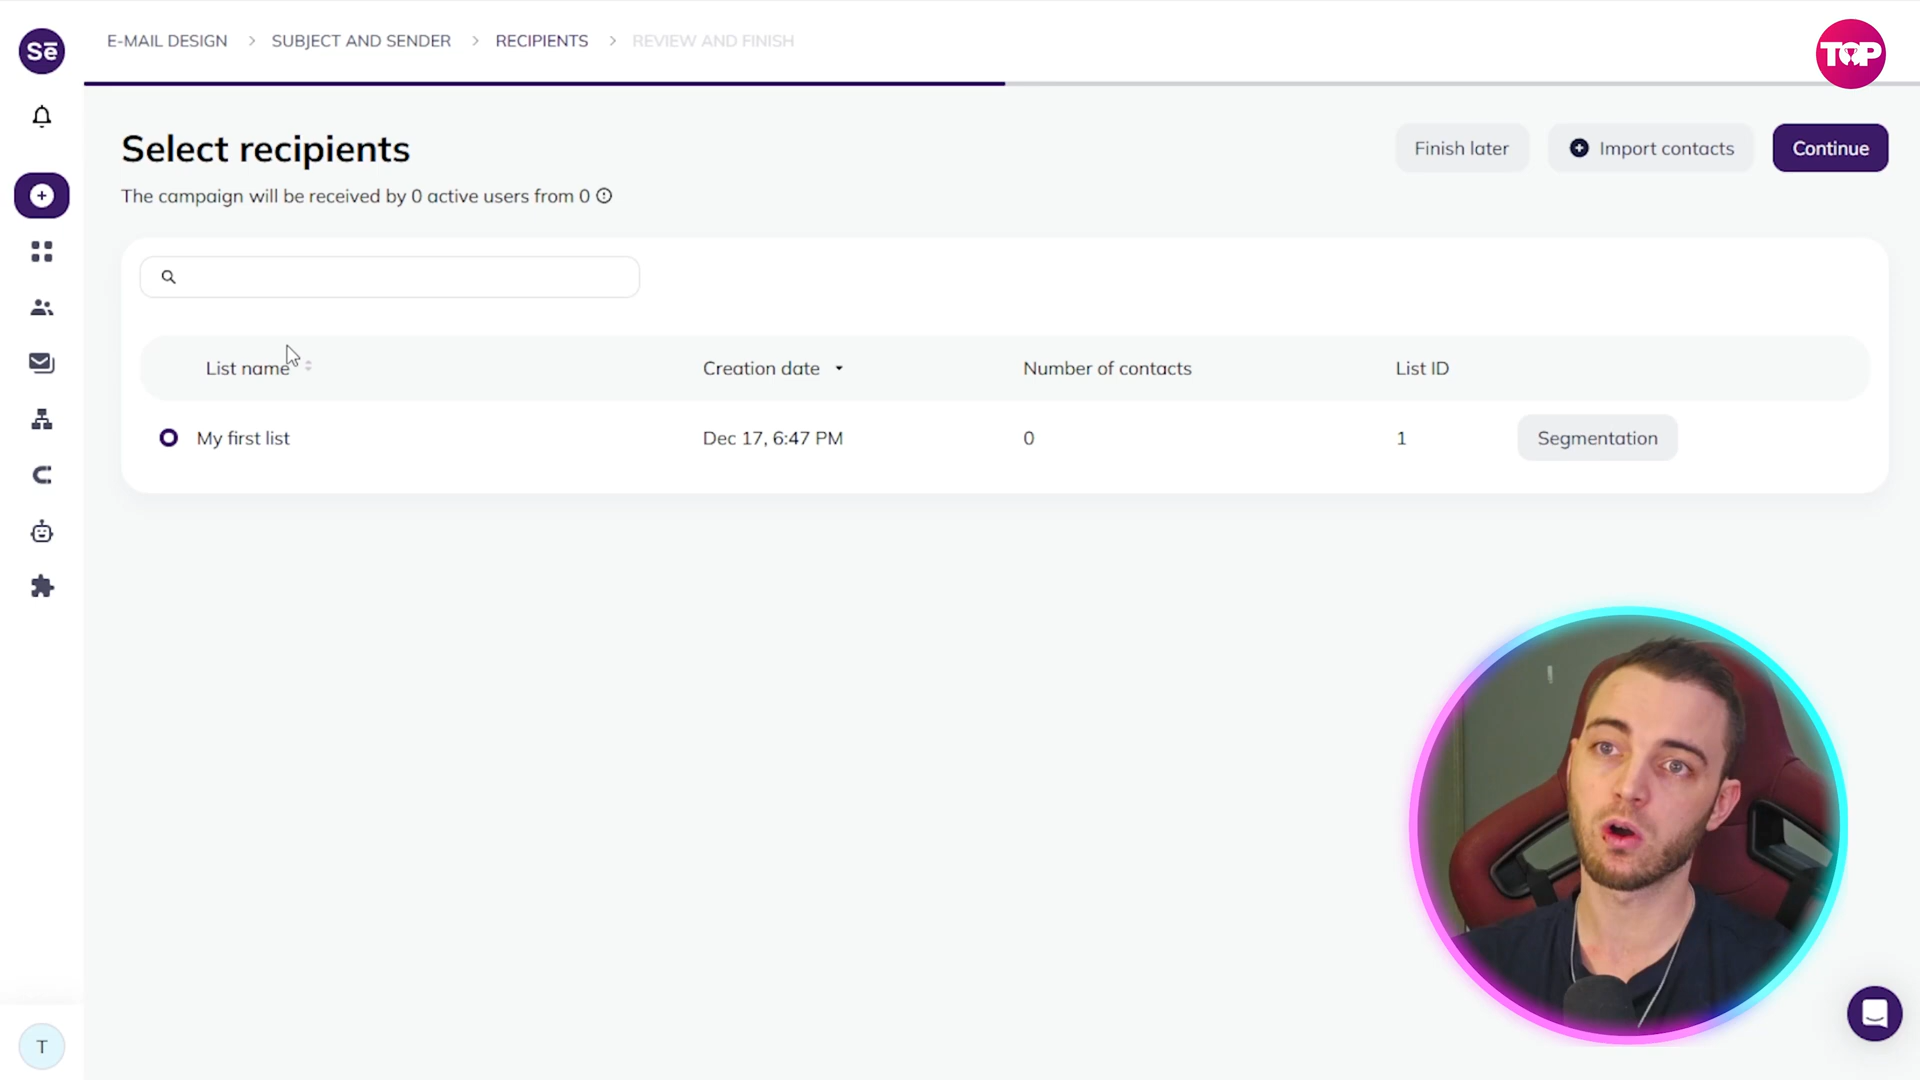 Sē
E-MAIL DESIGN > SUBJECT AND SENDER > RECIPIENTS > REVIEW AND FINISH
TOP
Select recipients
Finish later
Import contacts
Continue
The campaign will be received by 0 active users from 0
List name
Creation date
Number of contacts
List ID
My first list
Dec 17, 6:47 PM
0
1
Segmentation
T